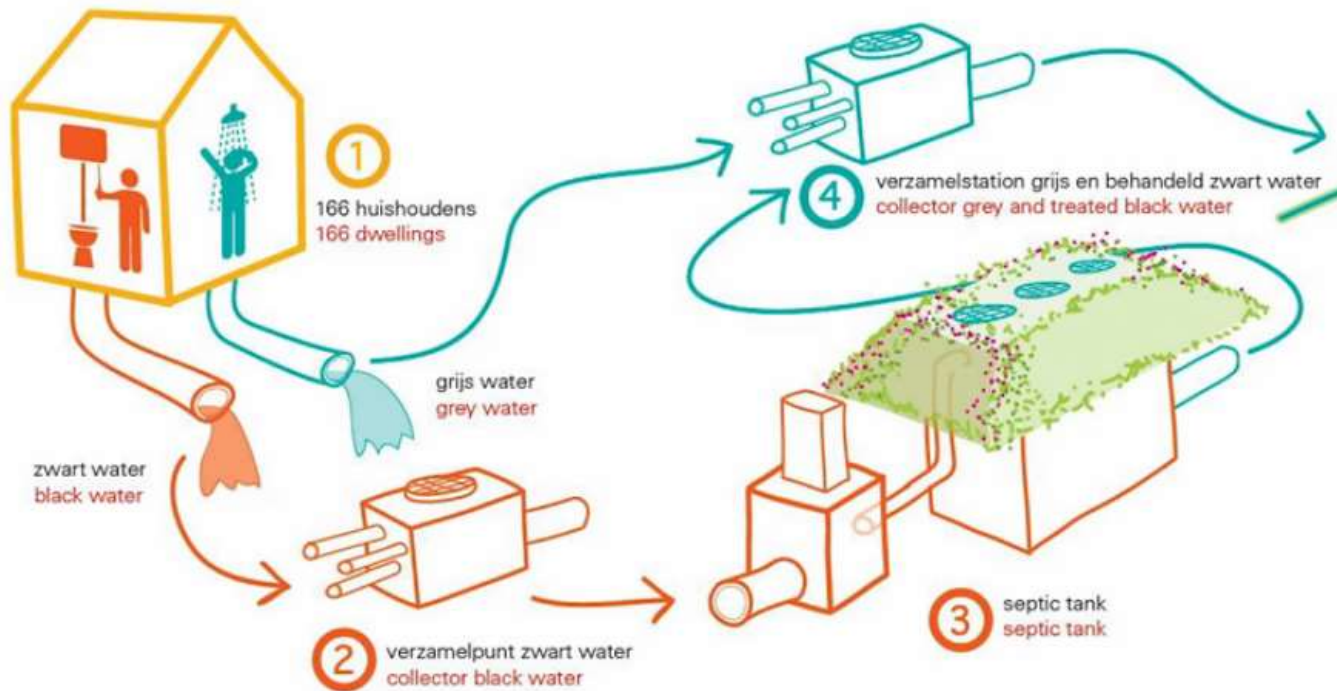 1
166 huishoudens
166 dwellings
grijs water
grey water
zwart water
black water
2
verzamelpunt zwart water
collector black water
3
septic tank
septic tank
4
verzamelstation grijs en behandeld zwart water
collector grey and treated black water